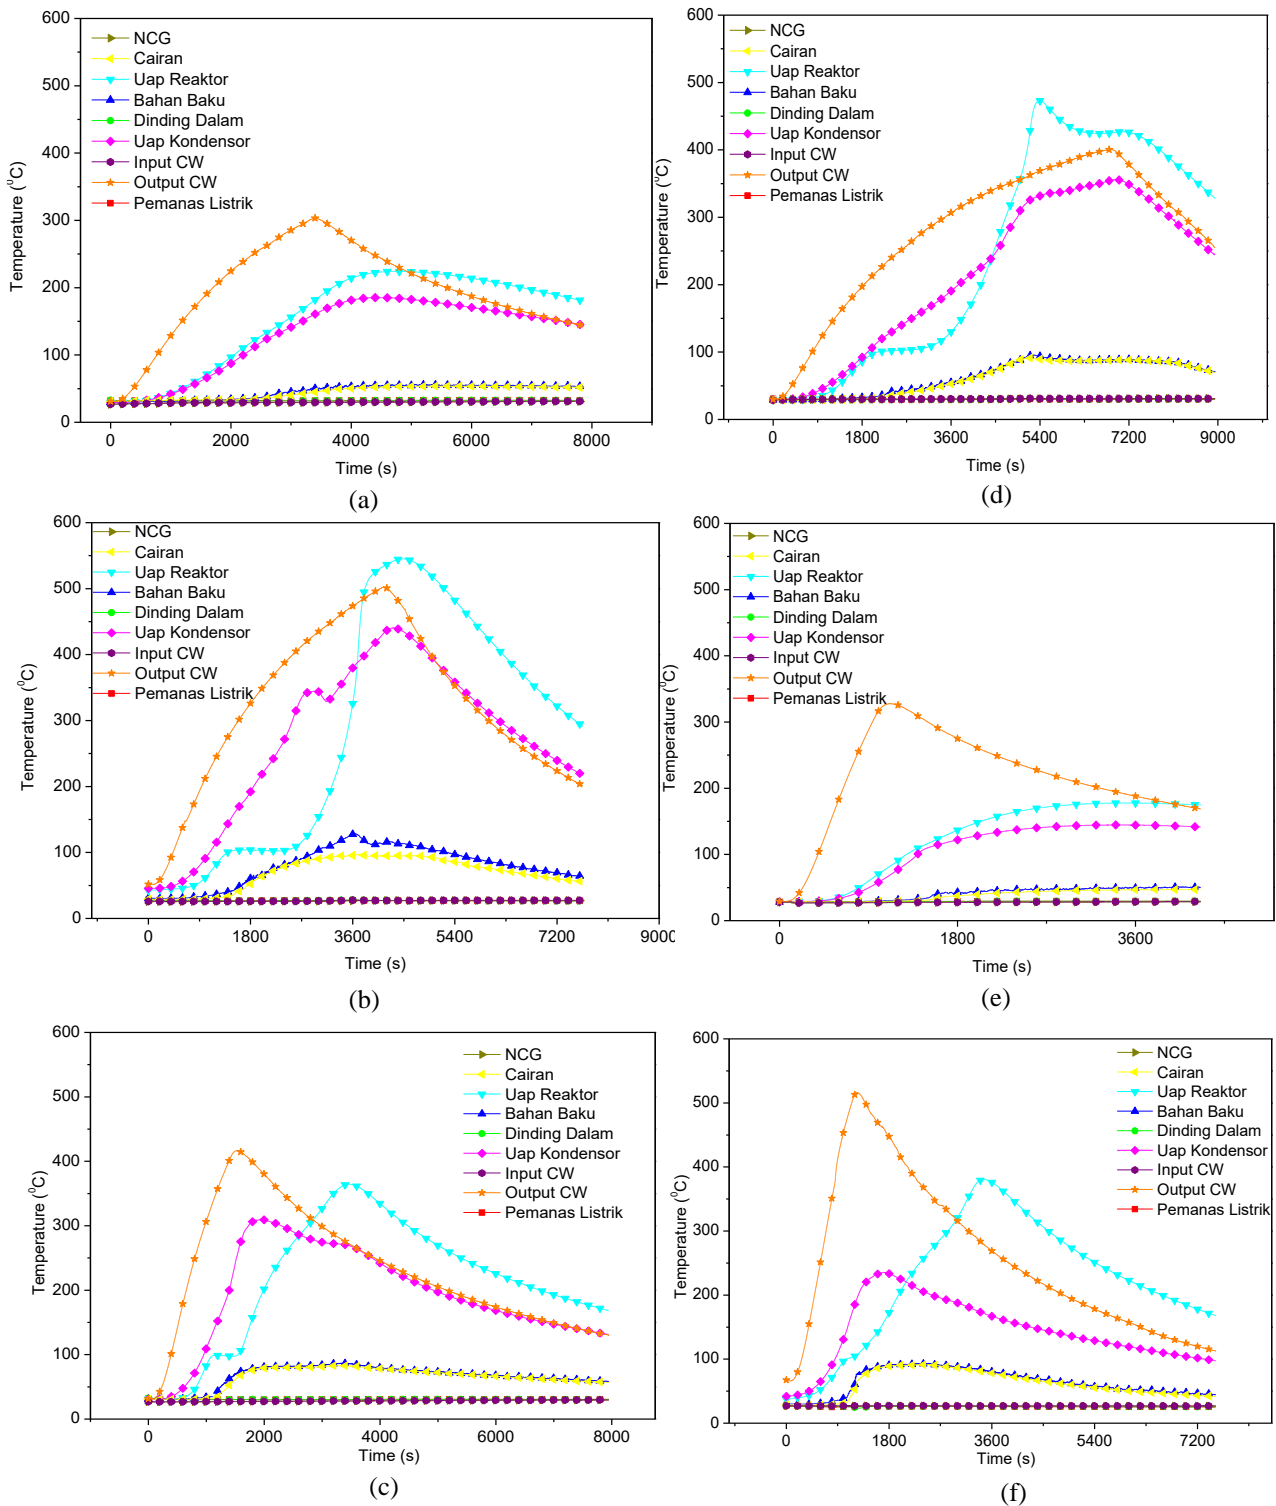 600
500
400
300
200
100
0
Temperature (⁰C)
NCG
Cairan
Uap Reaktor
Bahan Baku
Dinding Dalam
Uap Kondensor
Input CW
Output CW
Pemanas Listrik
0 2000 4000 6000 8000
Time (s)
(a)
600
500
400
300
200
100
0
Temperature (⁰C)
NCG
Cairan
Uap Reaktor
Bahan Baku
Dinding Dalam
Uap Kondensor
Input CW
Output CW
Pemanas Listrik
0 1800 3600 5400 7200 9000
Time (s)
(d)
600
500
400
300
200
100
0
Temperature (⁰C)
NCG
Cairan
Uap Reaktor
Bahan Baku
Dinding Dalam
Uap Kondensor
Input CW
Output CW
Pemanas Listrik
0 1800 3600 5400 7200 9000
Time (s)
(b)
600
500
400
300
200
100
0
Temperature (⁰C)
NCG
Cairan
Uap Reaktor
Bahan Baku
Dinding Dalam
Uap Kondensor
Input CW
Output CW
Pemanas Listrik
0 1800 3600
Time (s)
(e)
600
500
400
300
200
100
0
Temperature (⁰C)
NCG
Cairan
Uap Reaktor
Bahan Baku
Dinding Dalam
Uap Kondensor
Input CW
Output CW
Pemanas Listrik
0 2000 4000 6000 8000
Time (s)
(c)
600
500
400
300
200
100
0
Temperature (⁰C)
NCG
Cairan
Uap Reaktor
Bahan Baku
Dinding Dalam
Uap Kondensor
Input CW
Output CW
Pemanas Listrik
0 1800 3600 5400 7200
Time (s)
(f)